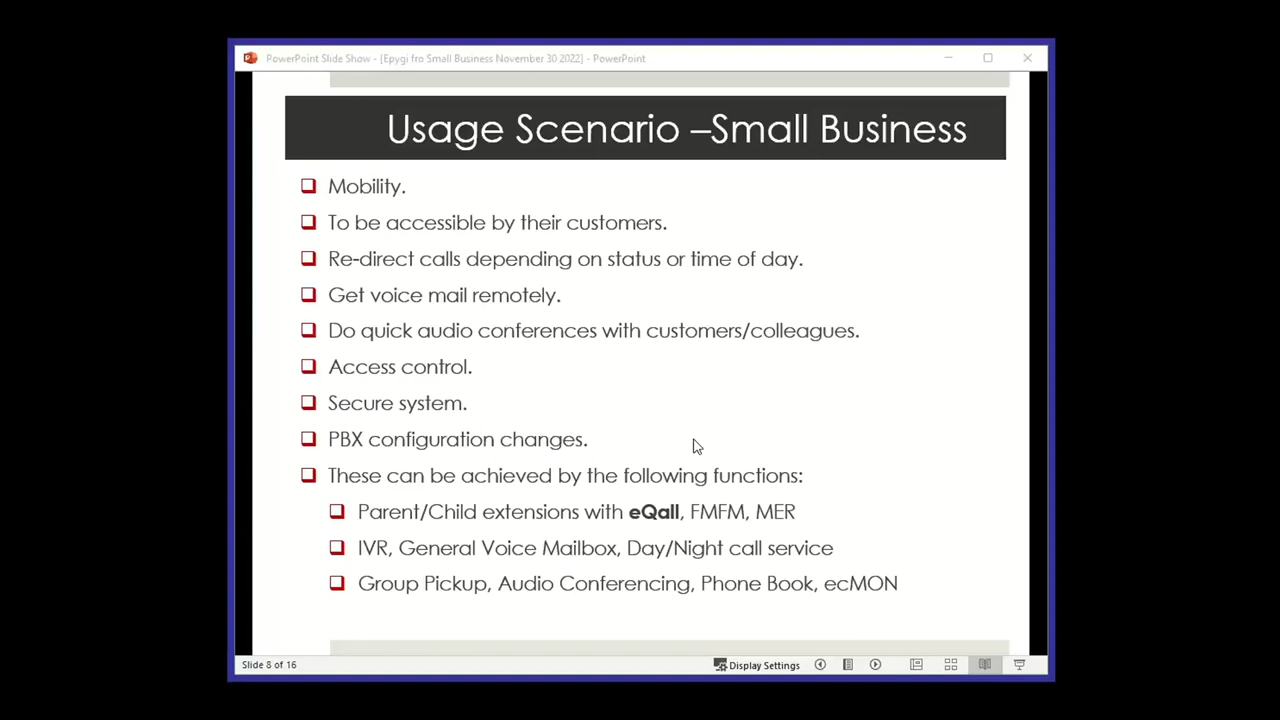 PowerPoint Slide Show - [Epygi fro Small Business November 30 2022] - PowerPoint
Usage Scenario –Small Business
Mobility.
To be accessible by their customers.
Re-direct calls depending on status or time of day.
Get voice mail remotely.
Do quick audio conferences with customers/colleagues.
Access control.
Secure system.
PBX configuration changes.
These can be achieved by the following functions:
Parent/Child extensions with eQall, FMFM, MER
IVR, General Voice Mailbox, Day/Night call service
Group Pickup, Audio Conferencing, Phone Book, ecMON
Slide 8 of 16
Display Settings